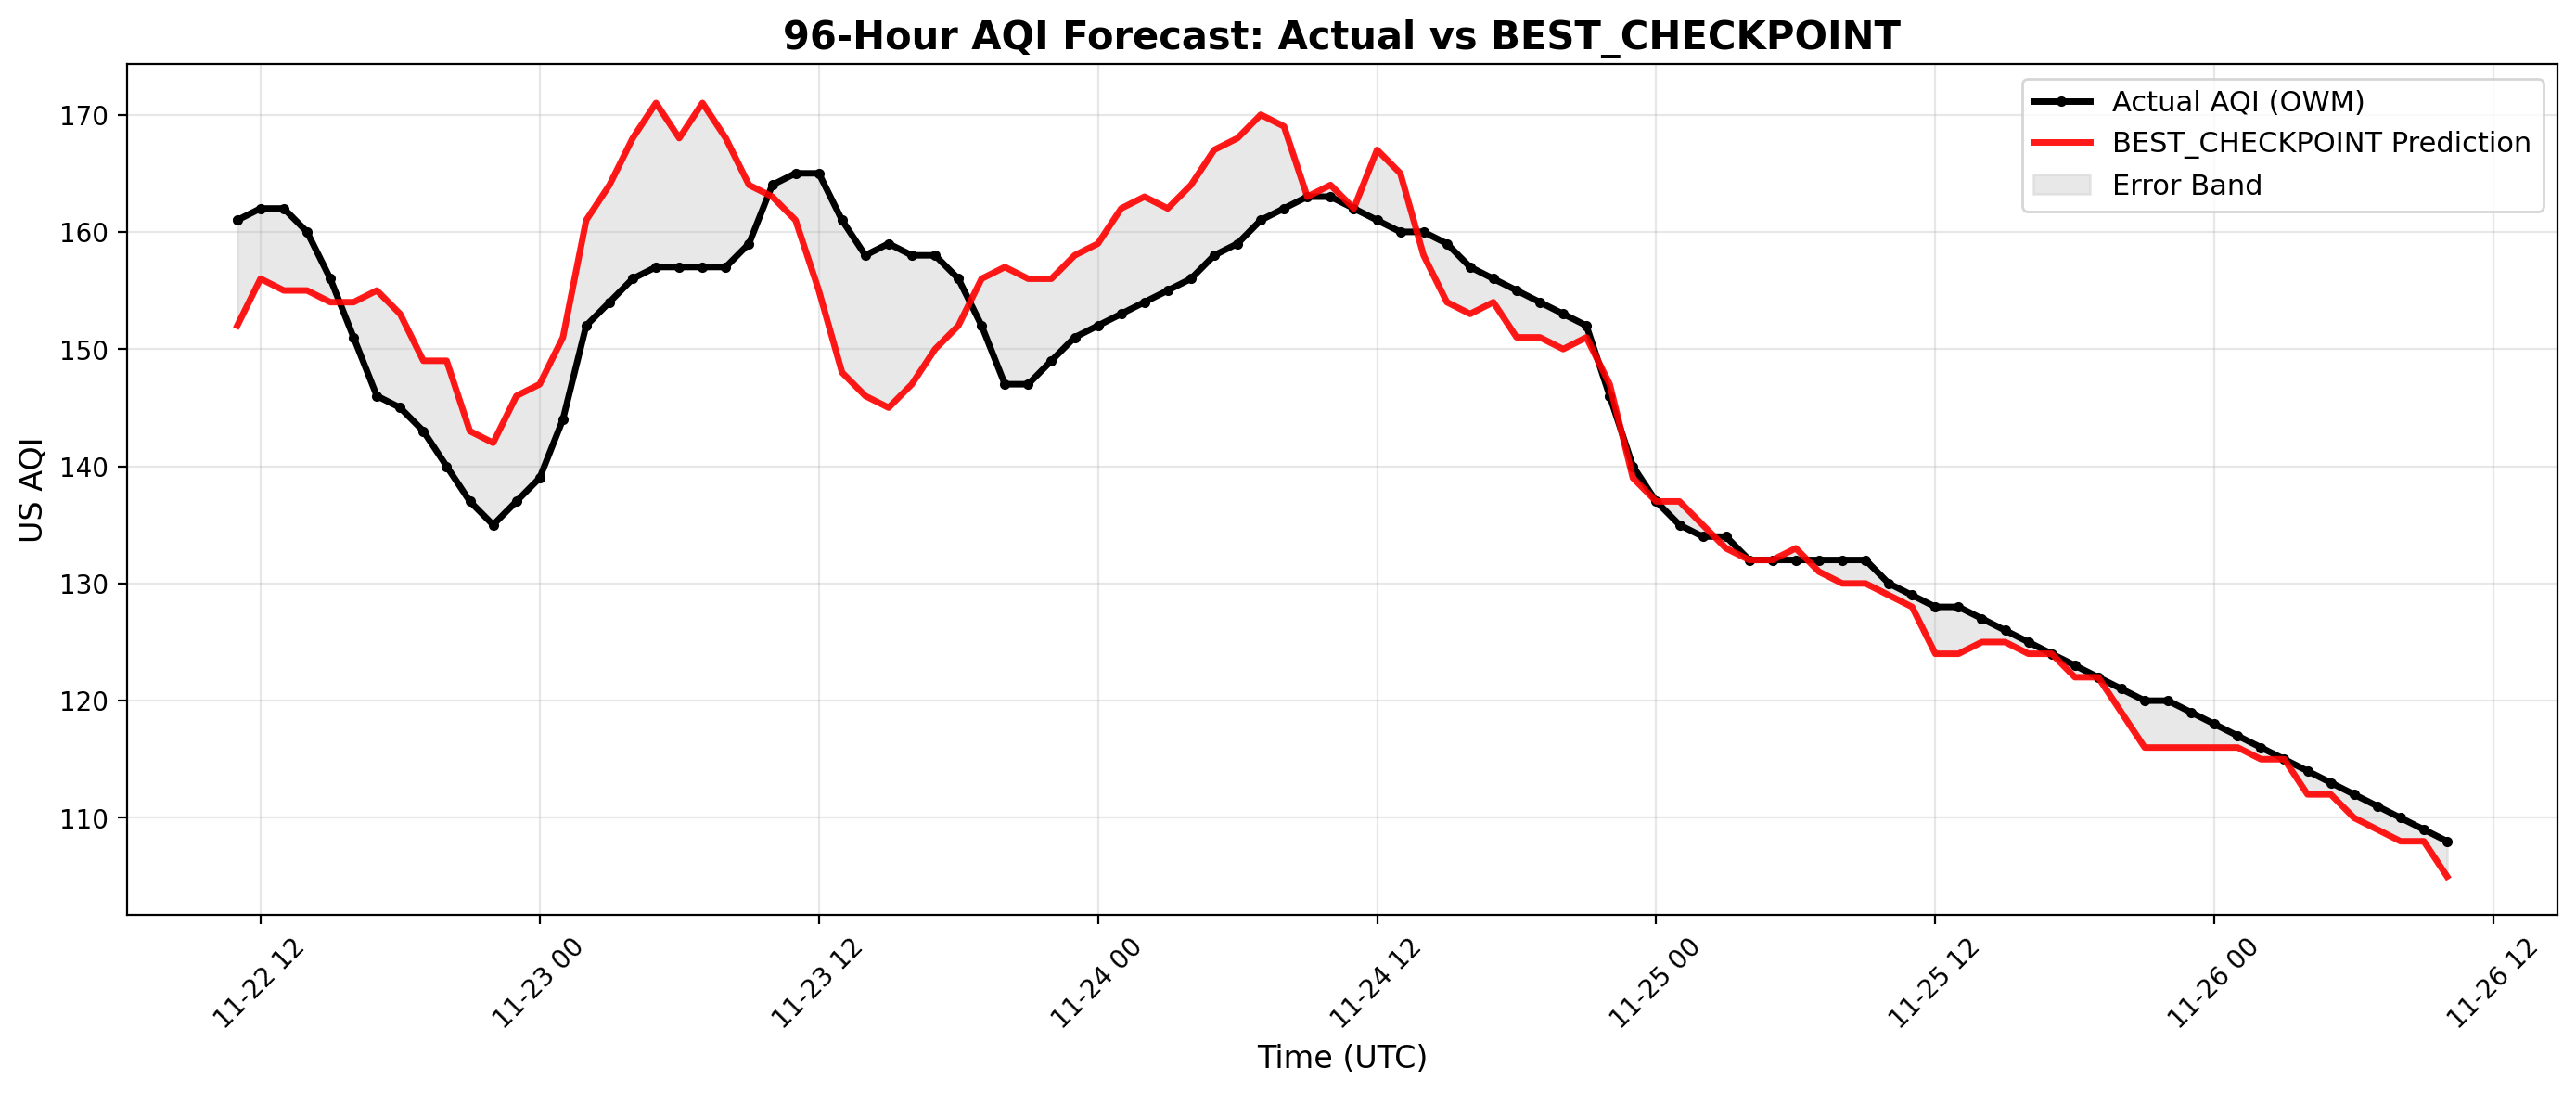 96-Hour AQI Forecast: Actual vs BEST_CHECKPOINT
Actual AQI (OWM)
BEST_CHECKPOINT Prediction
Error Band
US AQI
170
160
150
140
130
120
110
11-22 12
11-23 00
11-23 12
11-24 00
11-24 12
11-25 00
11-25 12
11-26 00
11-26 12
Time (UTC)